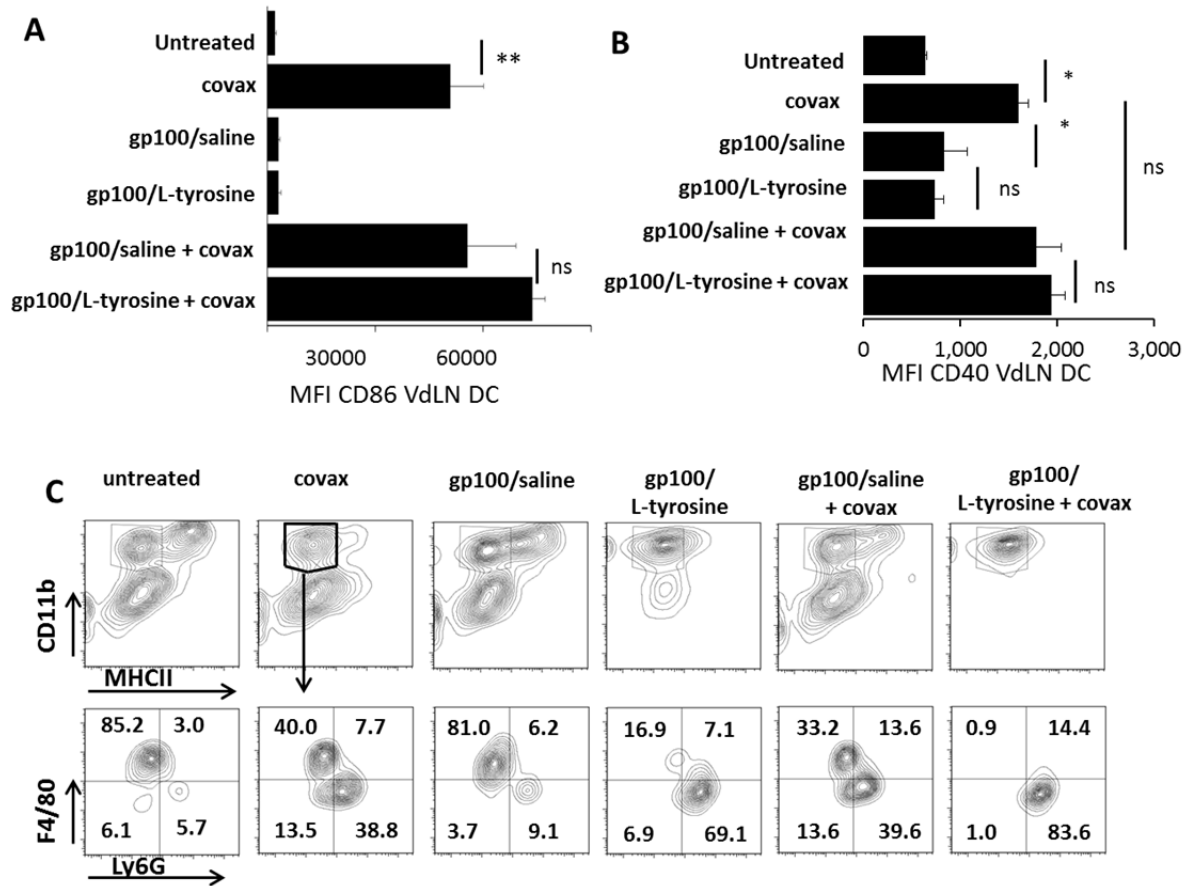 A
Untreated
covax
gp100/saline
gp100/L-tyrosine
gp100/saline + covax
gp100/L-tyrosine + covax
**
ns
30000 60000
MFI CD86 VdLN DC
B
Untreated
covax
gp100/saline
gp100/L-tyrosine
gp100/saline + covax
gp100/L-tyrosine + covax
*
*
ns
ns
ns
0 1,000 2,000 3,000
MFI CD40 VdLN DC
C
untreated
covax
gp100/saline
gp100/
L-tyrosine
gp100/saline
+ covax
gp100/
L-tyrosine + covax
CD11b
MHCII
85.2 3.0
6.1 5.7
40.0 7.7
13.5 38.8
81.0 6.2
3.7 9.1
16.9 7.1
6.9 69.1
33.2 13.6
13.6 39.6
0.9 14.4
1.0 83.6
F4/80
Ly6G